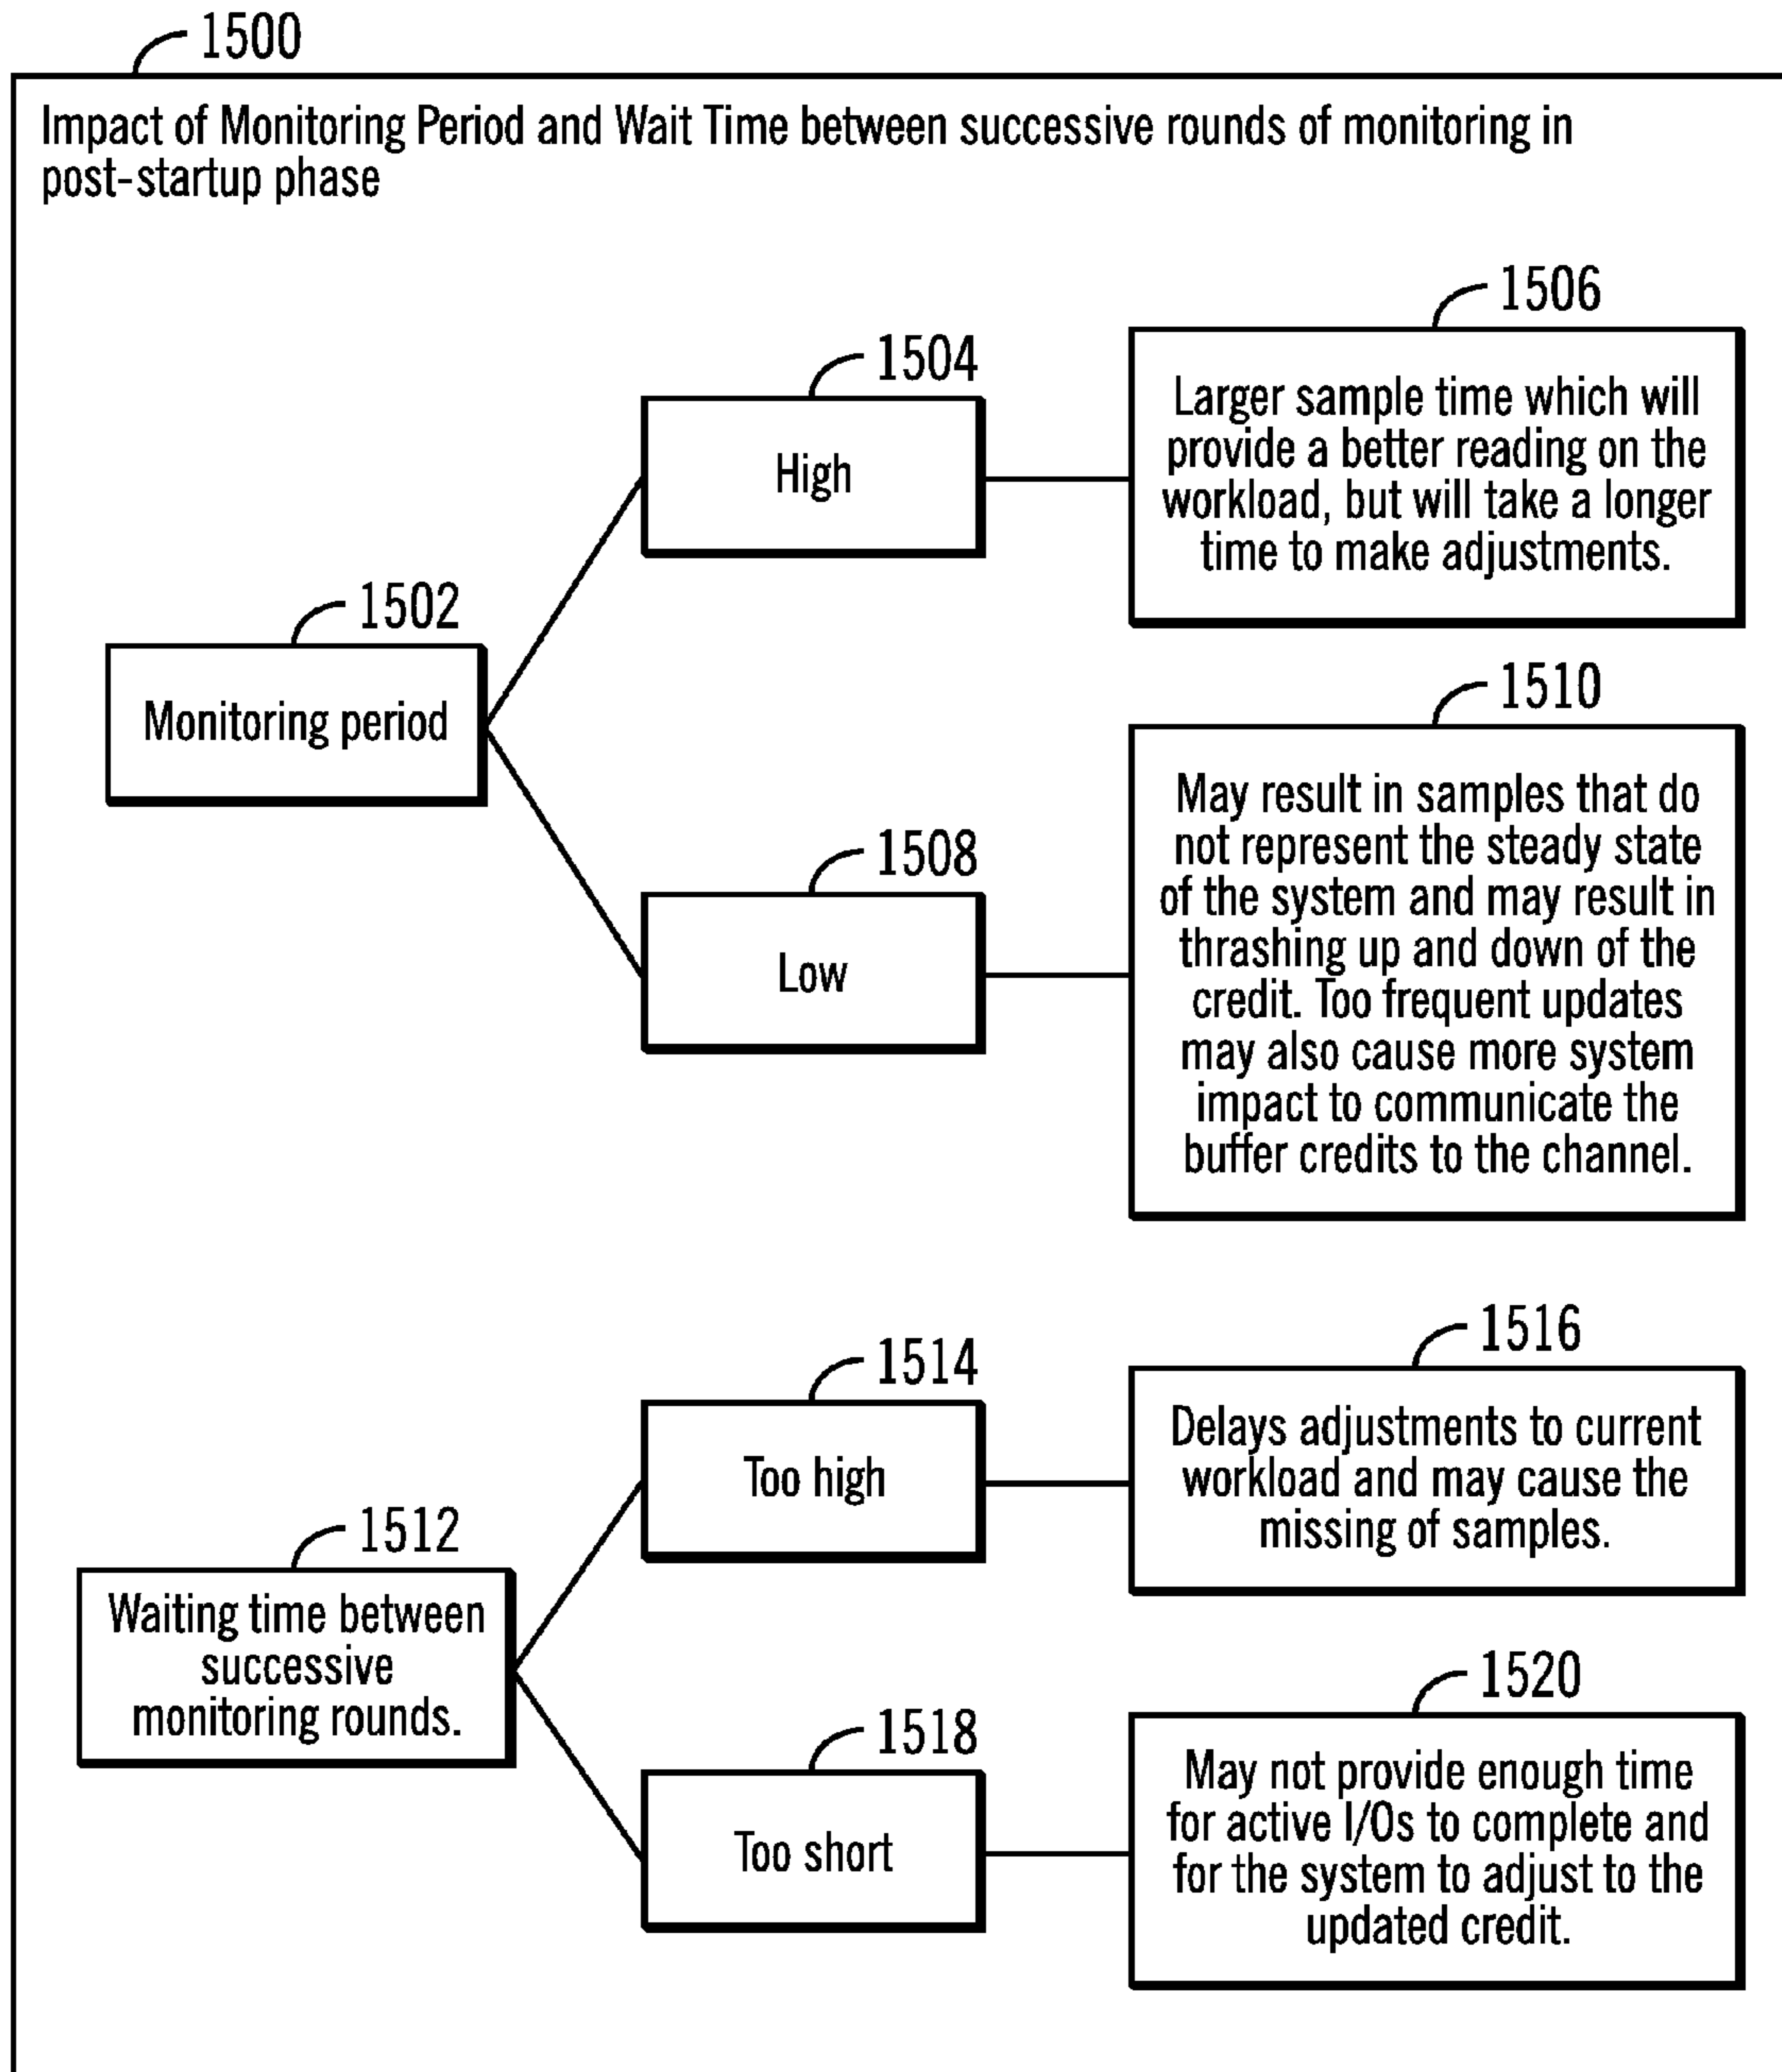 1500
Impact of Monitoring Period and Wait Time between successive rounds of monitoring in
post-startup phase
1502
Monitoring period
1504
High
1506
Larger sample time which will
provide a better reading on the
workload, but will take a longer
time to make adjustments.
1508
Low
1510
May result in samples that do
not represent the steady state
of the system and may result in
thrashing up and down of the
credit. Too frequent updates
may also cause more system
impact to communicate the
buffer credits to the channel.
1512
Waiting time between
successive
monitoring rounds.
1514
Too high
1516
Delays adjustments to current
workload and may cause the
missing of samples.
1518
Too short
1520
May not provide enough time
for active I/Os to complete and
for the system to adjust to the
updated credit.